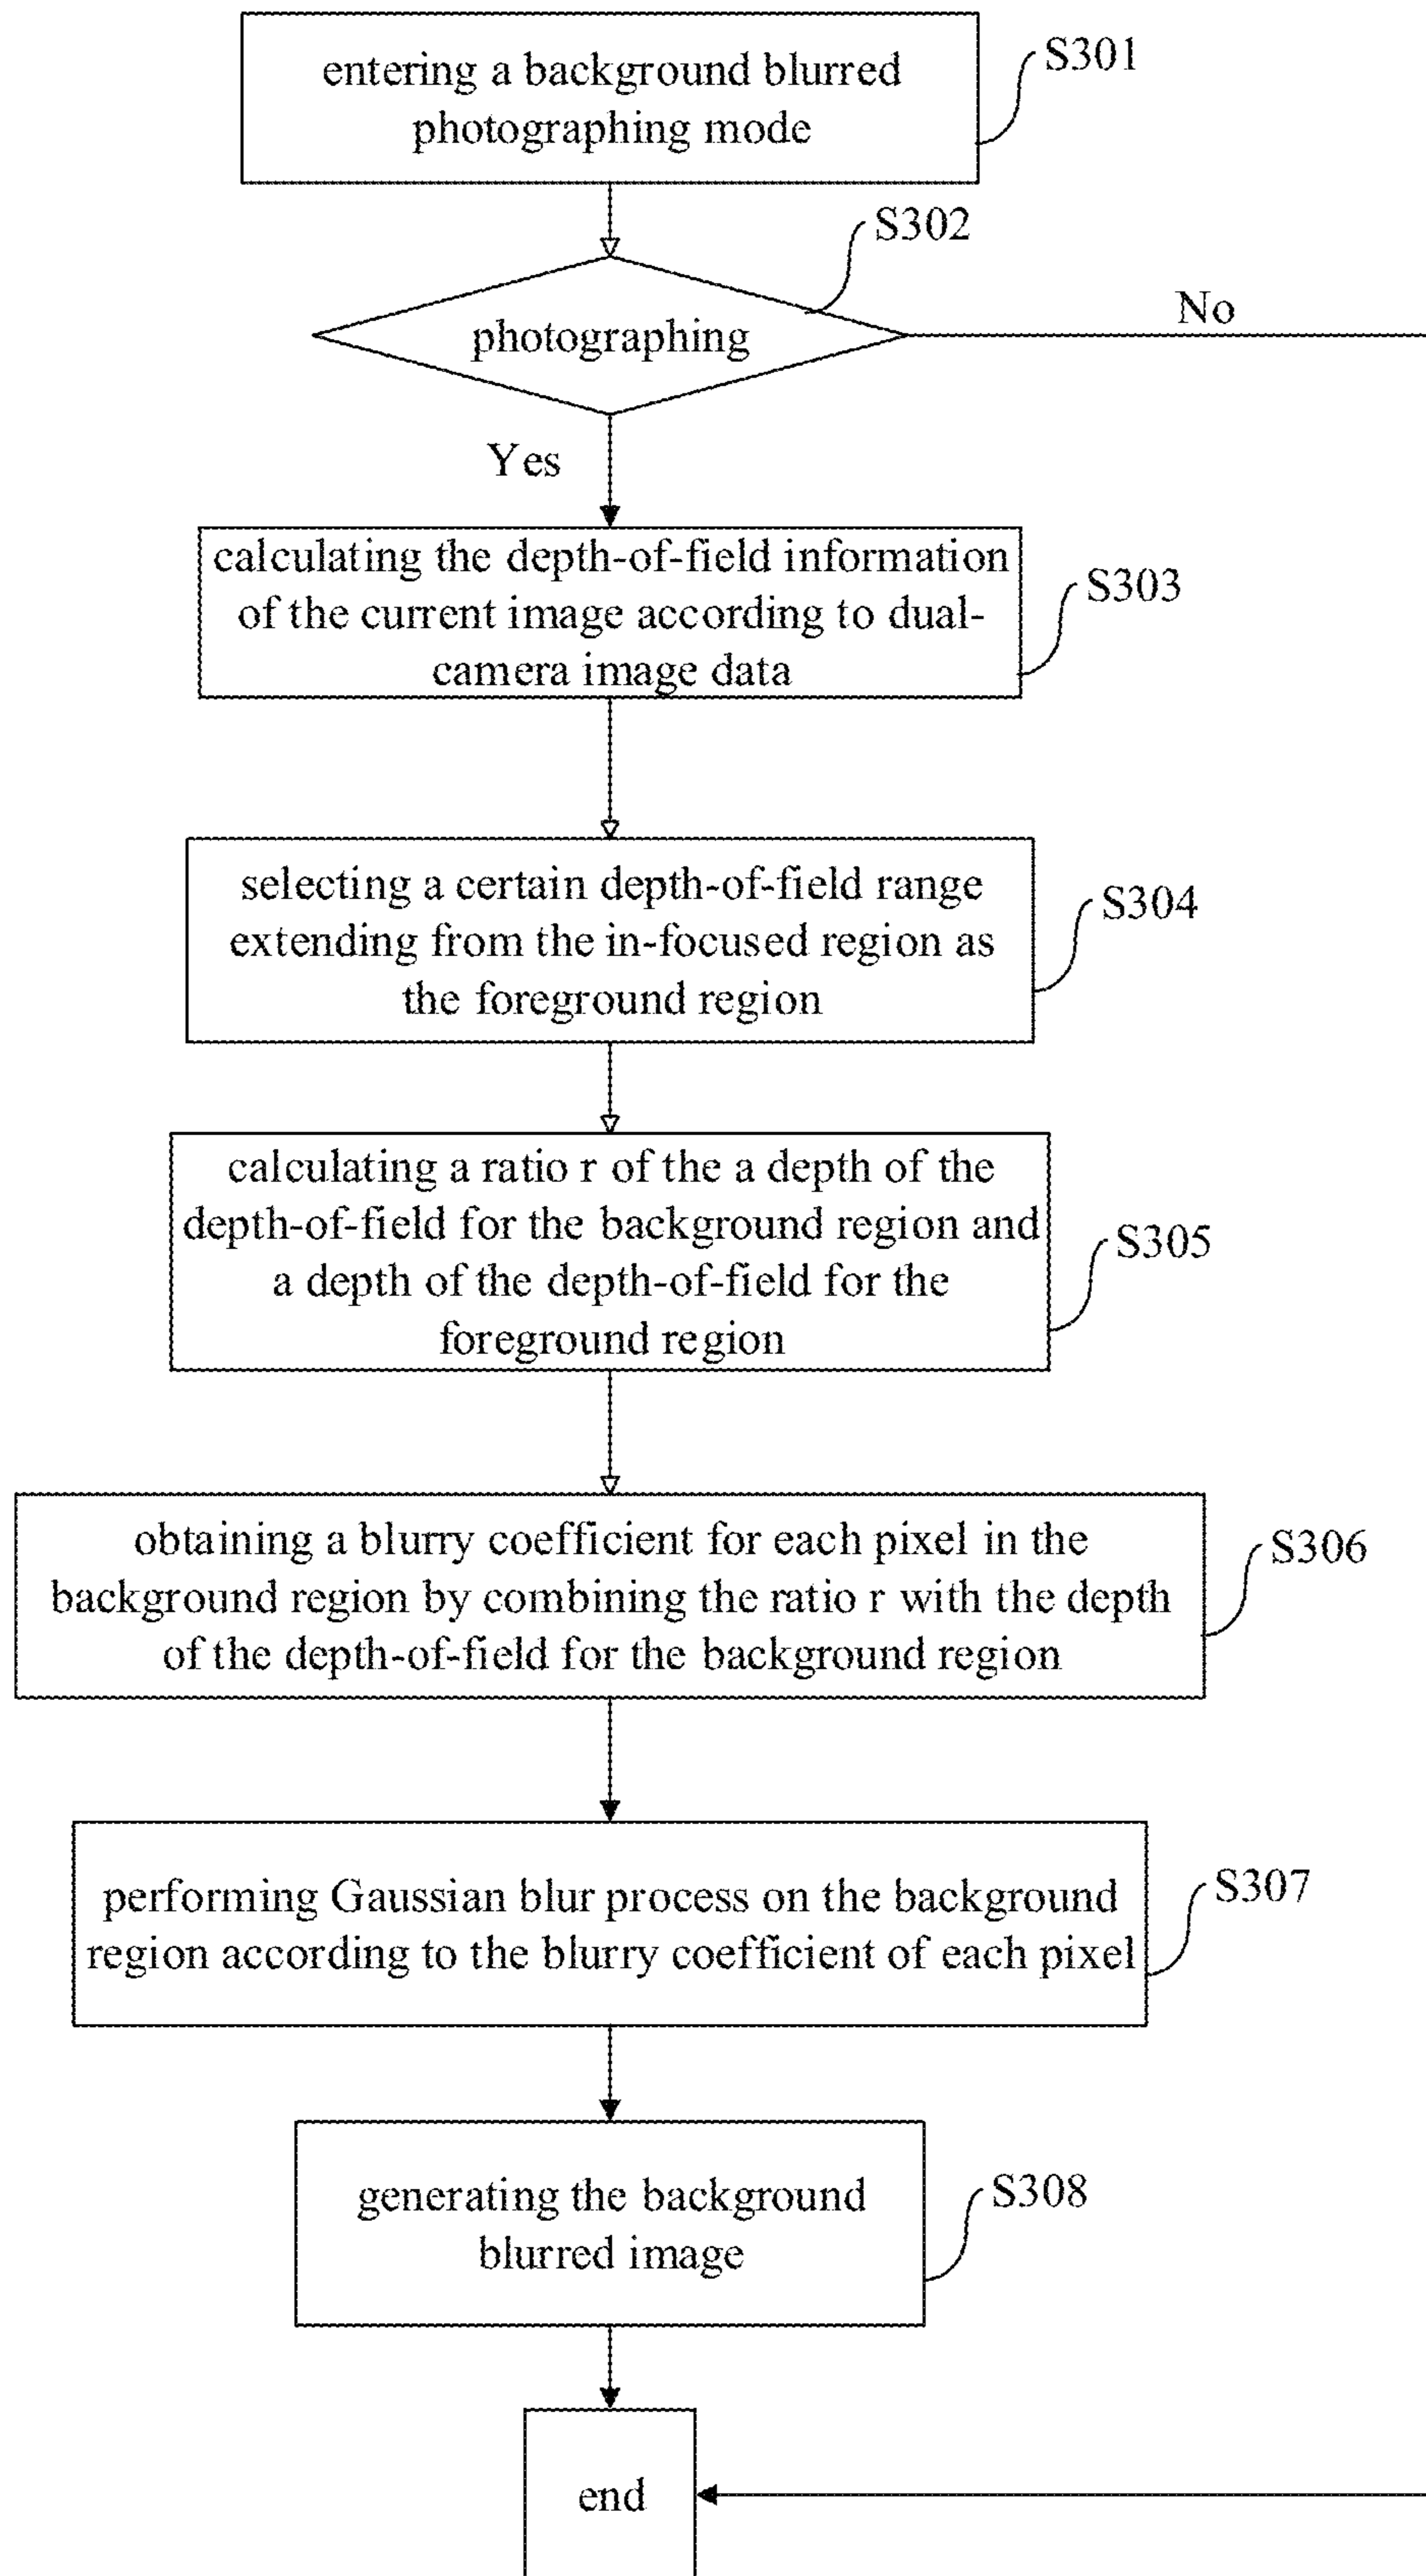 entering a background blurred
photographing mode
S301
S302
photographing
No
Yes
calculating the depth-of-field information
of the current image according to dual-
camera image data
S303
selecting a certain depth-of-field range
extending from the in-focused region as
the foreground region
S304
calculating a ratio r of the a depth of the
depth-of-field for the background region and
a depth of the depth-of-field for the
foreground region
S305
obtaining a blurry coefficient for each pixel in the
background region by combining the ratio r with the depth
of the depth-of-field for the background region
S306
performing Gaussian blur process on the background
region according to the blurry coefficient of each pixel
S307
generating the background
blurred image
S308
end